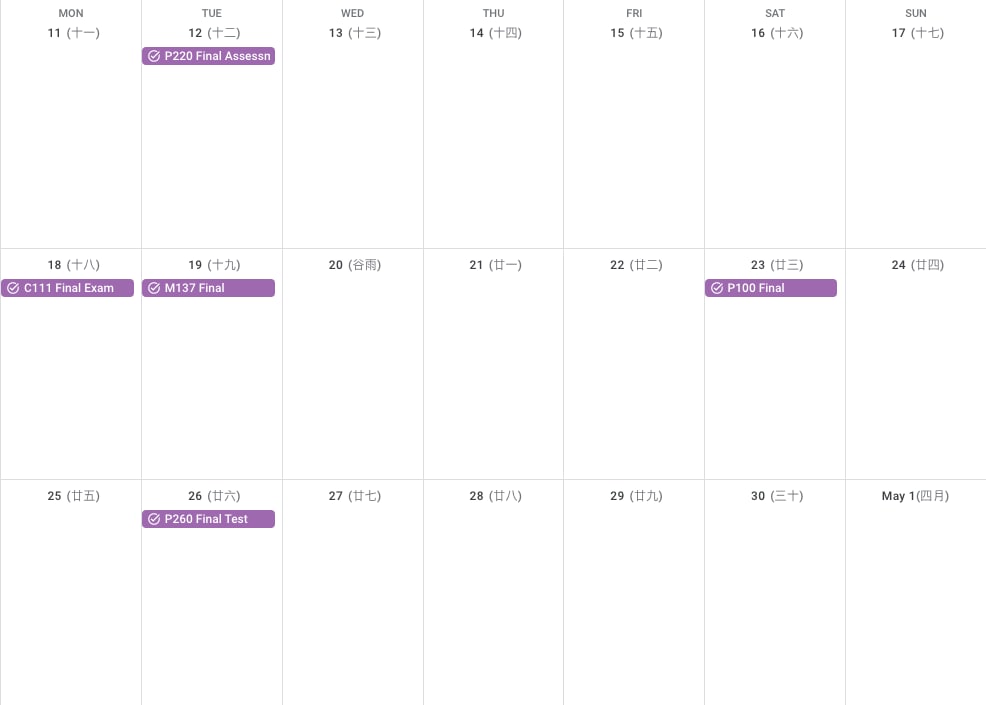 MON TUE WED THU FRI SAT SUN
11 (十一) 12 (十二) 13 (十三) 14 (十四) 15 (十五) 16 (十六) 17 (十七)
P220 Final Assessn
18 (十八) 19 (十九) 20 (谷雨) 21 (廿一) 22 (廿二) 23 (廿三) 24 (廿四)
C111 Final Exam M137 Final P100 Final
25 (廿五) 26 (廿六) 27 (廿七) 28 (廿八) 29 (廿九) 30 (三十) May 1(四月)
P260 Final Test